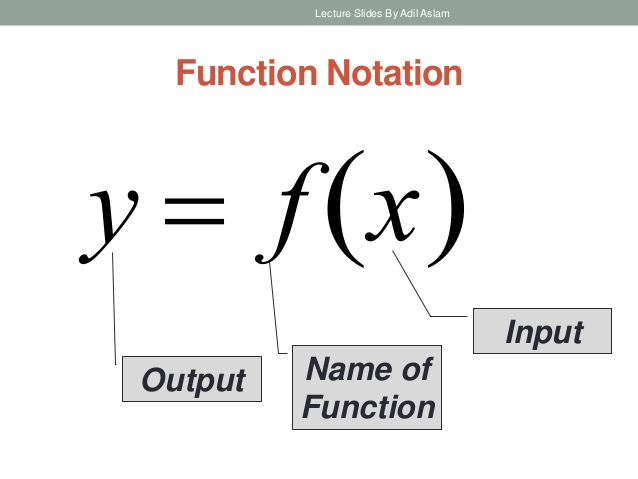 Lecture Slides By Adil Aslam
Function Notation
y = f(x)
Input
Output
Name of
Function